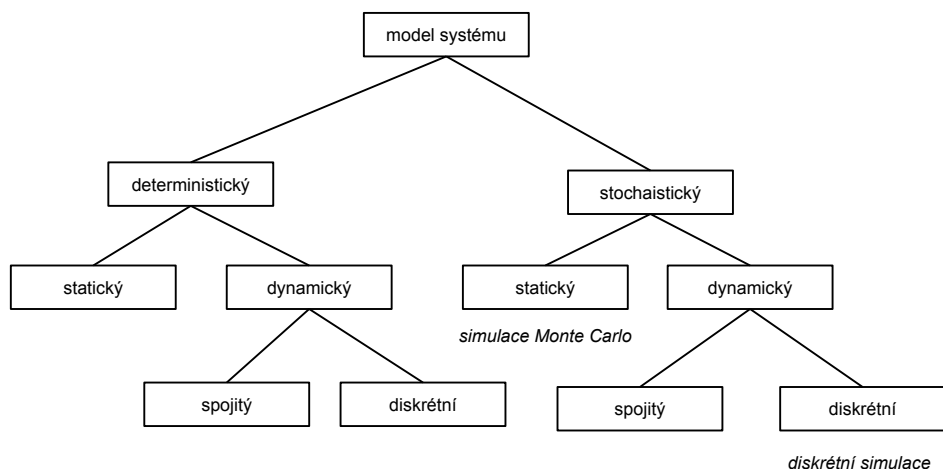 model systému
deterministický
stochaistický
statický
dynamický
statický
dynamický
simulace Monte Carlo
spojitý
diskrétní
spojitý
diskrétní
diskrétní simulace